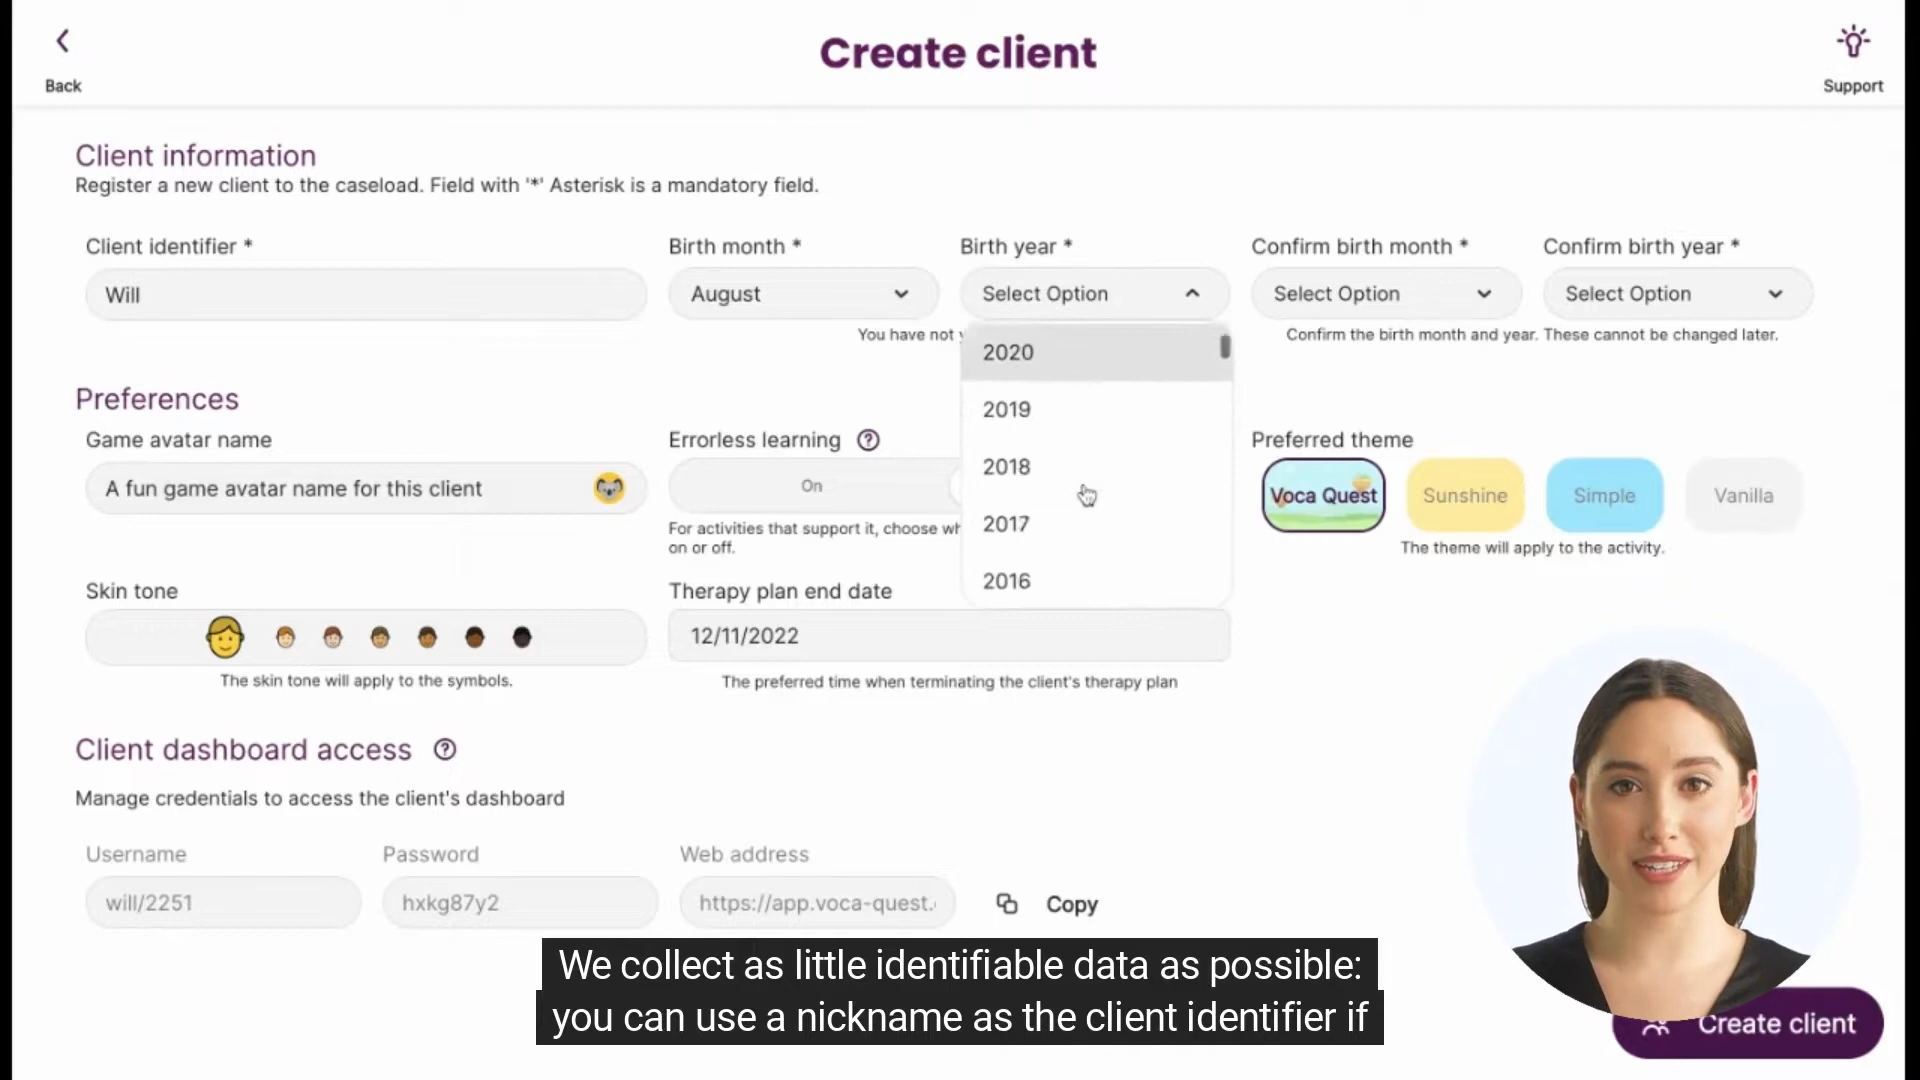 Back
Create client
Support
Client information
Register a new client to the caseload. Field with '*' Asterisk is a mandatory field.
Client identifier *
Birth month *
Birth year *
Confirm birth month *
Confirm birth year *
Will
August
Select Option
Select Option
Select Option
You have not
Confirm the birth month and year. These cannot be changed later.
2020
2019
2018
2017
2016
Preferences
Game avatar name
Errorless learning
Preferred theme
A fun game avatar name for this client
On
Voca Quest
Sunshine
Simple
Vanilla
For activities that support it, choose
on or off.
The theme will apply to the activity.
Skin tone
Therapy plan end date
12/11/2022
The skin tone will apply to the symbols.
The preferred time when terminating the client's therapy plan
Client dashboard access
Manage credentials to access the client's dashboard
Username
Password
Web address
will/2251
hxkg87y2
https://app.voca-quest.
Copy
We collect as little identifiable data as possible:
you can use a nickname as the client identifier if
Create client